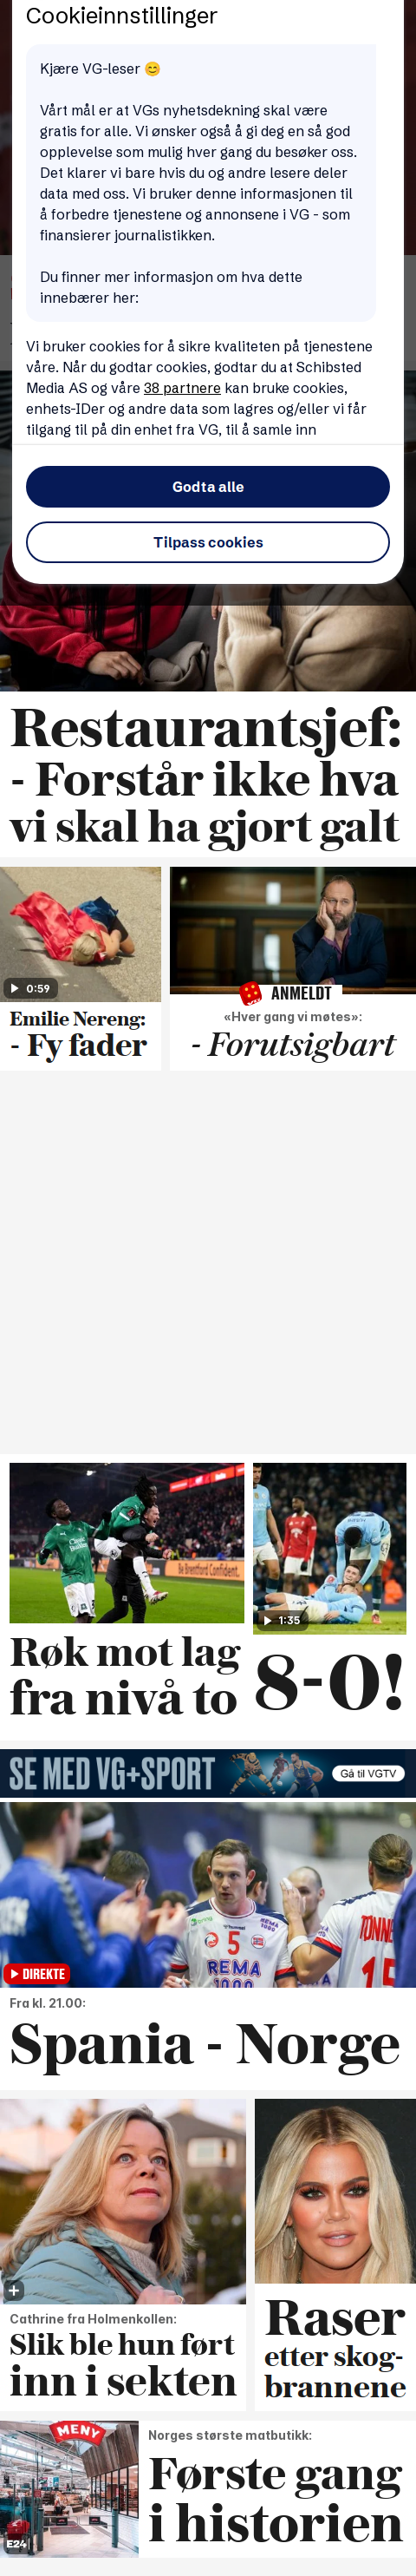 Cookieinnstillinger
Kjære VG-leser 😊
Vårt mål er at VGs nyhetsdekning skal være
gratis for alle. Vi ønsker også å gi deg en så god
opplevelse som mulig hver gang du besøker oss.
Det klarer vi bare hvis du og andre lesere deler
data med oss. Vi bruker denne informasjonen til
å forbedre tjenestene og annonsene i VG - som
finansierer journalistikken.
Du finner mer informasjon om hva dette
innebærer her:
Vi bruker cookies for å sikre kvaliteten på tjenestene
våre. Når du godtar cookies, godtar du at Schibsted
Media AS og våre 38 partnere kan bruke cookies,
enhets-IDer og andre data som lagres og/eller vi får
tilgang til på din enhet fra VG, til å samle inn
Godta alle
Tilpass cookies
Restaurantsjef:
- Forstår ikke hva
vi skal ha gjort galt
0:59
Emilie Nereng:
- Fy fader
ANMELDT
«Hver gang vi møtes»:
- Forutsigbart
Røk mot lag
fra nivå to
1:35
8-0!
SE MED VG+SPORT
Gå til VGTV
5
REMA
1000
TØNNE
15
DIREKTE
Fra kl. 21.00:
Spania - Norge
Cathrine fra Holmenkollen:
Slik ble hun ført
inn i sekten
Raser
etter skog-
brannene
MENY
E24
Norges største matbutikk:
Første gang
i historien